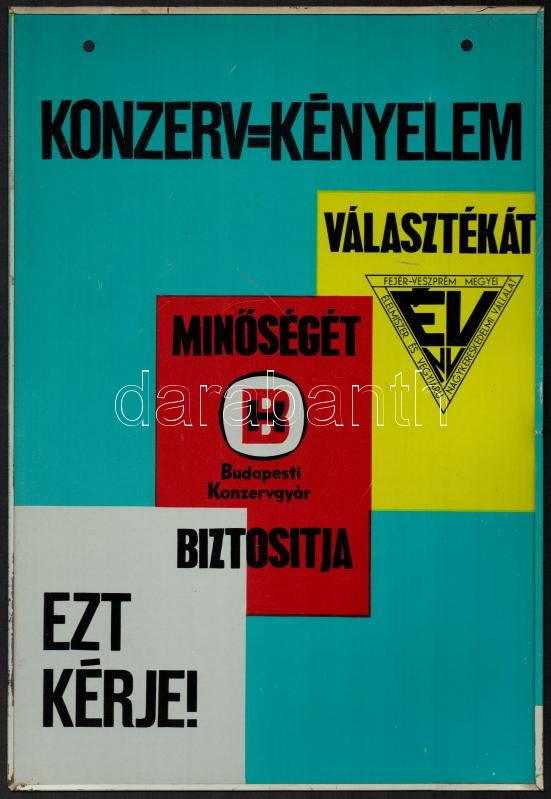 KONZERV=KÉNYELEM
VÁLASZTÉKÁT
FEJÉR-VESZPRÉM MEGYEI
ÉLELMISZER ÉS VEGYIÁRU
NAGYKERESKEDELMI VÁLLALAT
ÉV
NV
MINŐSÉGÉT
B
Budapesti
Konzervgyár
darabanth
BIZTOSITJA
EZT
KÉRJE!